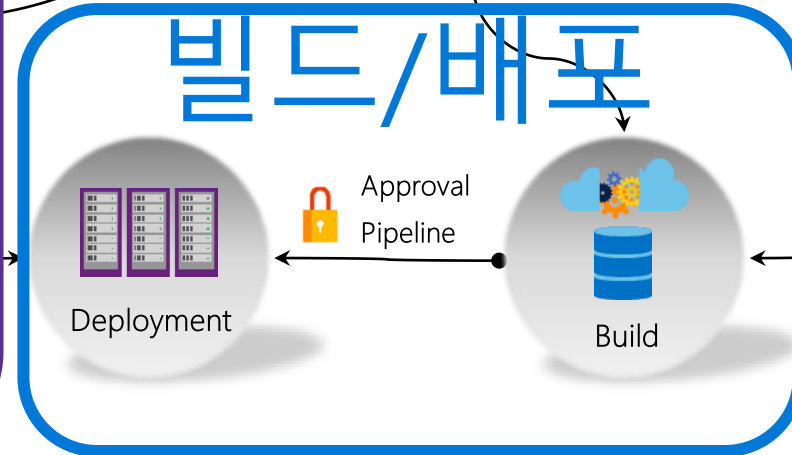 빌드/배포
Approval
Pipeline
Deployment
Build